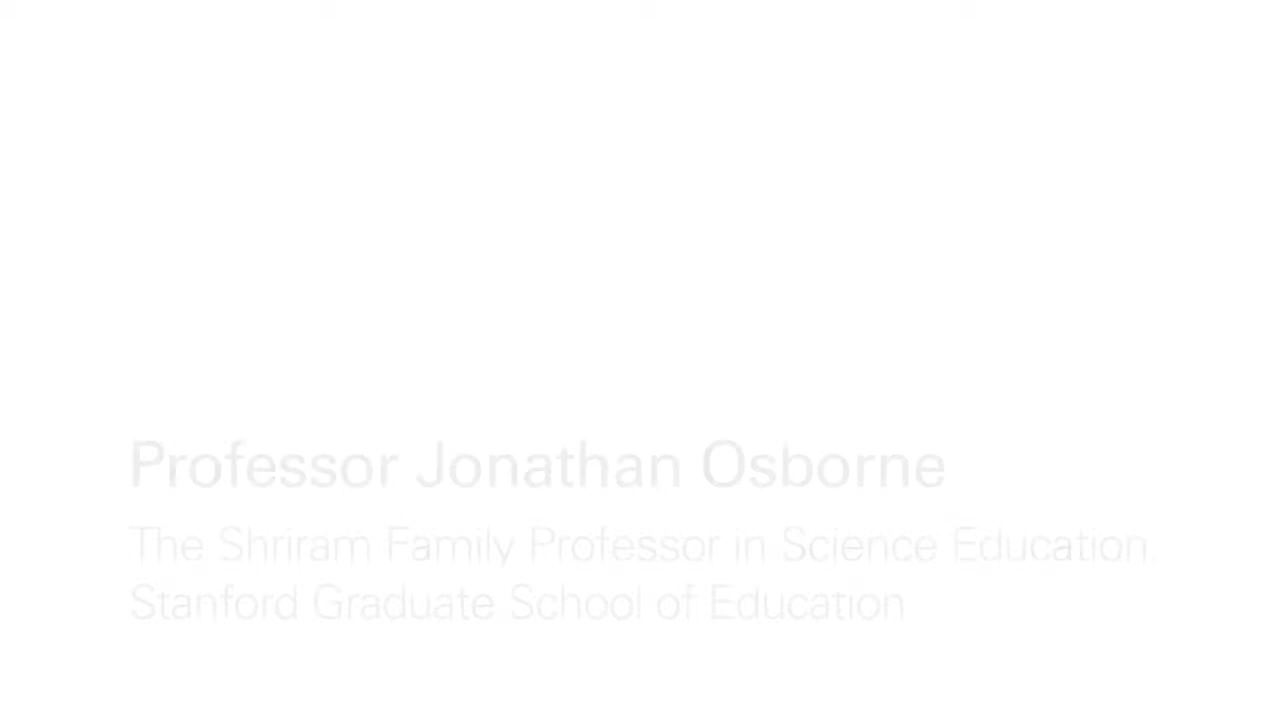 Professor Jonathan Osborne
The Shriram Family Professor in Science Education,
Stanford Graduate School of Education